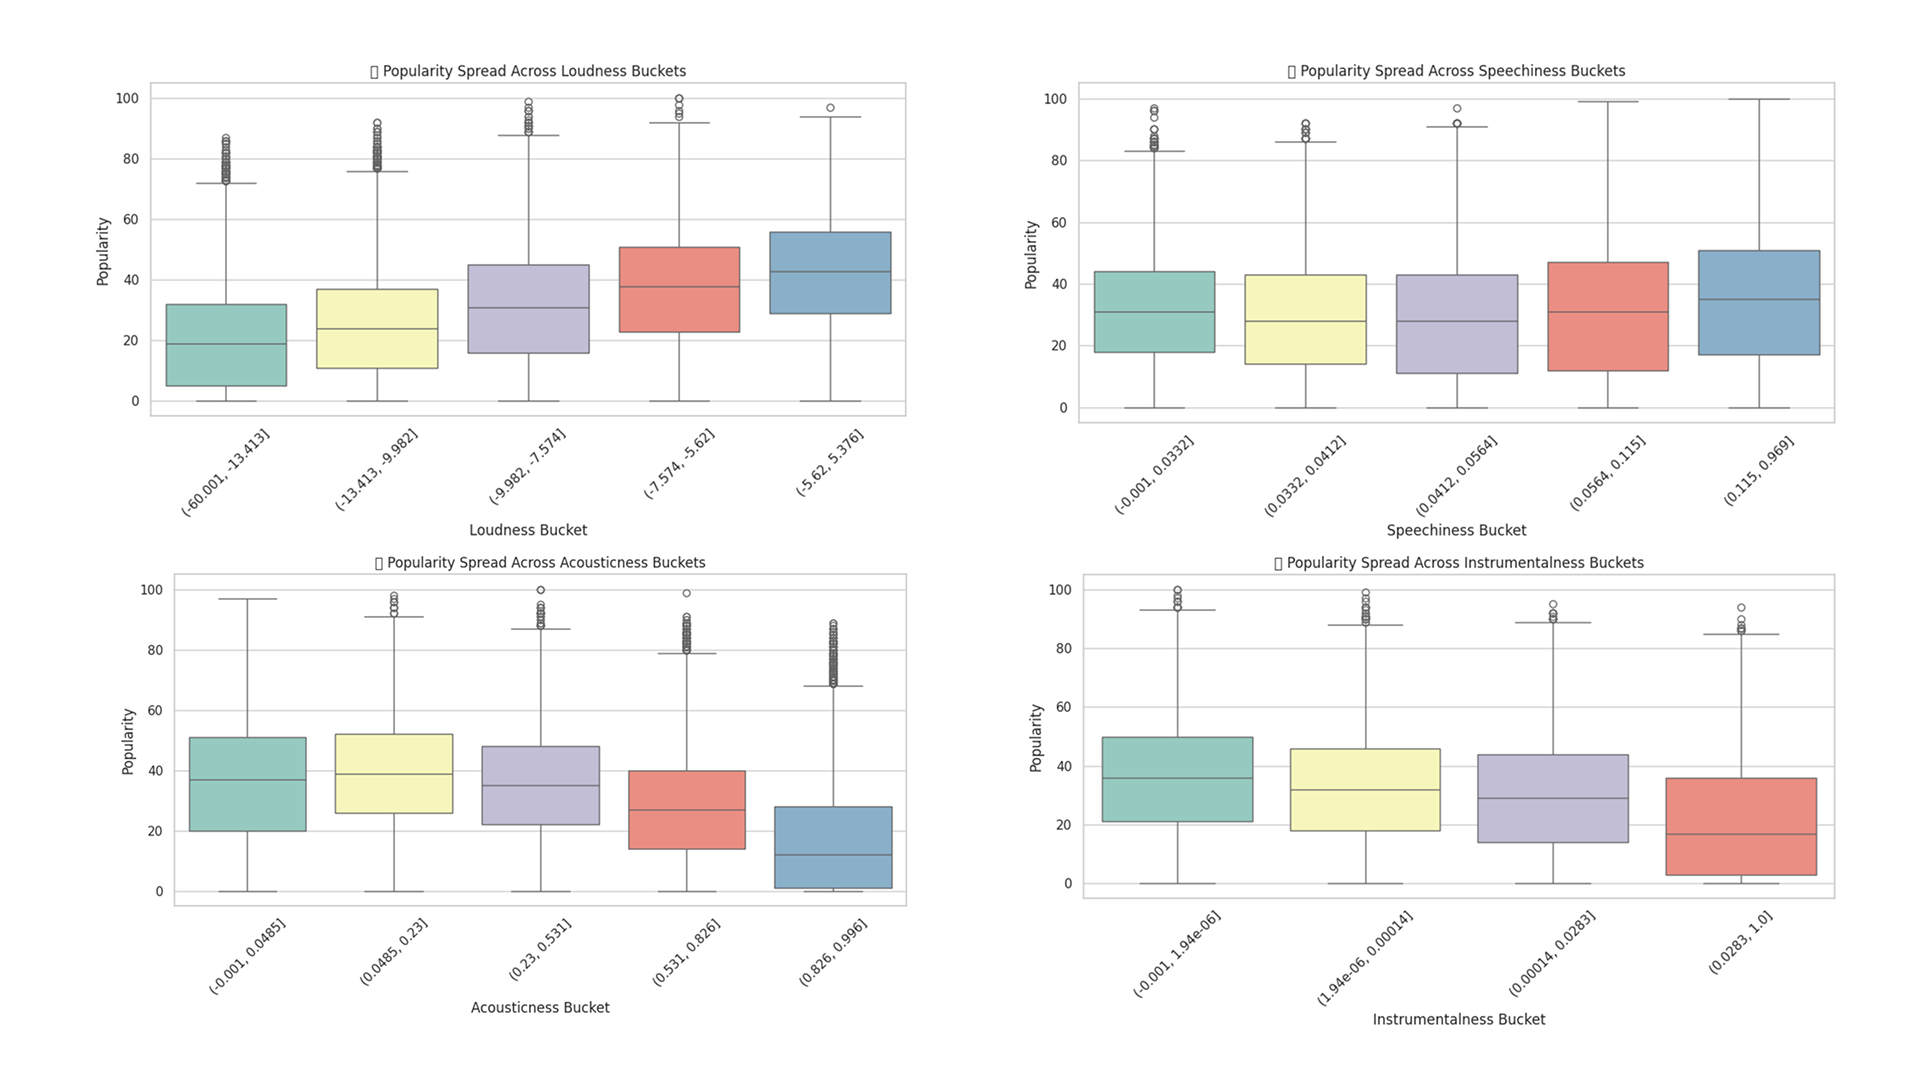 ▯ Popularity Spread Across Loudness Buckets
100
80
60
40
20
0
Popularity
(-60.001, -13.413]
(-13.413, -9.982]
(-9.982, -7.574]
(-7.574, -5.62]
(-5.62, 5.376]
Loudness Bucket
▯ Popularity Spread Across Speechiness Buckets
100
80
60
40
20
0
Popularity
(-0.001, 0.0332]
(0.0332, 0.0412]
(0.0412, 0.0564]
(0.0564, 0.115]
(0.115, 0.969]
Speechiness Bucket
▯ Popularity Spread Across Acousticness Buckets
100
80
60
40
20
0
Popularity
(-0.001, 0.0485]
(0.0485, 0.23]
(0.23, 0.531]
(0.531, 0.826]
(0.826, 0.996]
Acousticness Bucket
▯ Popularity Spread Across Instrumentalness Buckets
100
80
60
40
20
0
Popularity
(-0.001, 1.94e-06]
(1.94e-06, 0.00014]
(0.00014, 0.0283]
(0.0283, 1.0]
Instrumentalness Bucket